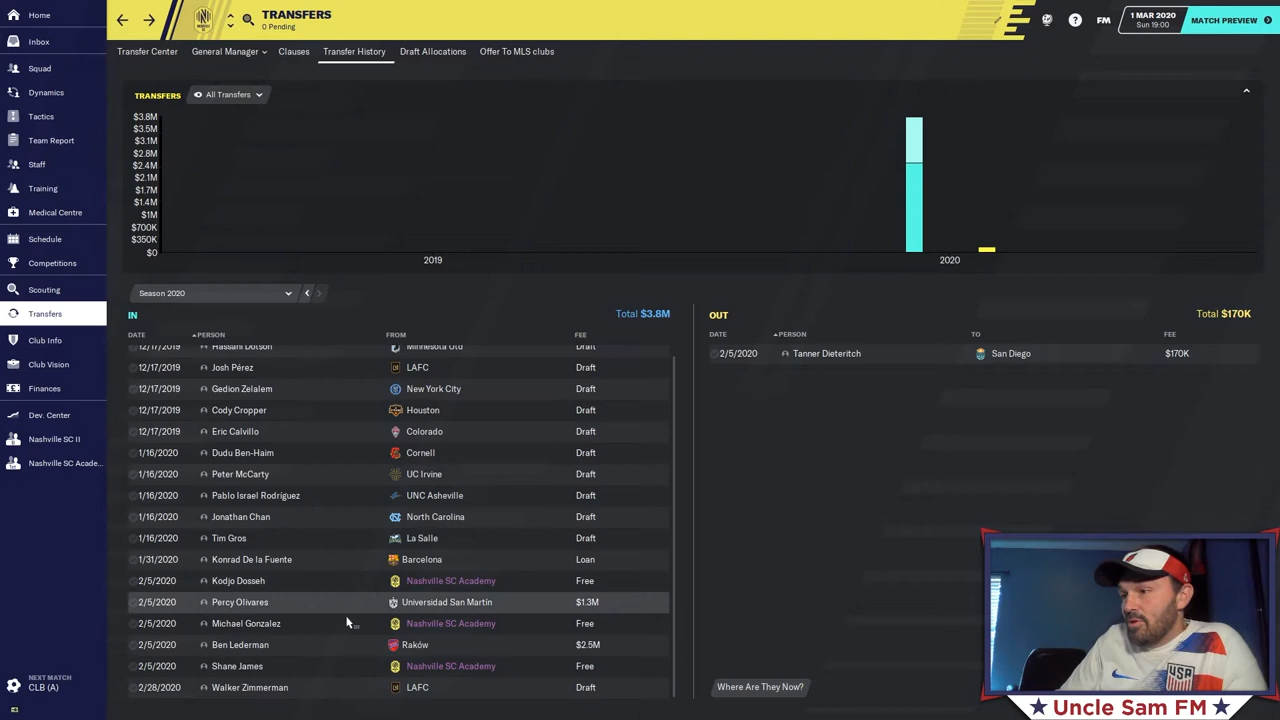 Home
TRANSFERS
0 Pending
FM
1 MAR 2020
Sun 19:00
MATCH PREVIEW
Inbox
Squad
Dynamics
Tactics
Team Report
Staff
Training
Medical Centre
Schedule
Competitions
Scouting
Transfers
Club Info
Club Vision
Finances
Dev. Center
Nashville SC II
Nashville SC Acade...
NEXT MATCH
CLB (A)
Transfer Center
General Manager
Clauses
Transfer History
Draft Allocations
Offer To MLS clubs
TRANSFERS
All Transfers
$3.8M
$3.5M
$3.1M
$2.8M
$2.4M
$2.1M
$1.7M
$1.4M
$1M
$700K
$350K
$0
2019
2020
Season 2020
IN
Total $3.8M
DATE PERSON FROM FEE
12/17/2019 Hassani Dotson Minnesota Utd Draft
12/17/2019 Josh Pérez LAFC Draft
12/17/2019 Gedion Zelalem New York City Draft
12/17/2019 Cody Cropper Houston Draft
12/17/2019 Eric Calvillo Colorado Draft
1/16/2020 Dudu Ben-Haim Cornell Draft
1/16/2020 Peter McCarty UC Irvine Draft
1/16/2020 Pablo Israel Rodríguez UNC Asheville Draft
1/16/2020 Jonathan Chan North Carolina Draft
1/16/2020 Tim Gros La Salle Draft
1/31/2020 Konrad De la Fuente Barcelona Loan
2/5/2020 Kodjo Dosseh Nashville SC Academy Free
2/5/2020 Percy Olivares Universidad San Martín $1.3M
2/5/2020 Michael Gonzalez Nashville SC Academy Free
2/5/2020 Ben Lederman Raków $2.5M
2/5/2020 Shane James Nashville SC Academy Free
2/28/2020 Walker Zimmerman LAFC Draft
OUT
Total $170K
DATE PERSON TO FEE
2/5/2020 Tanner Dieteritch San Diego $170K
Where Are They Now?
USA
USA
Uncle Sam FM